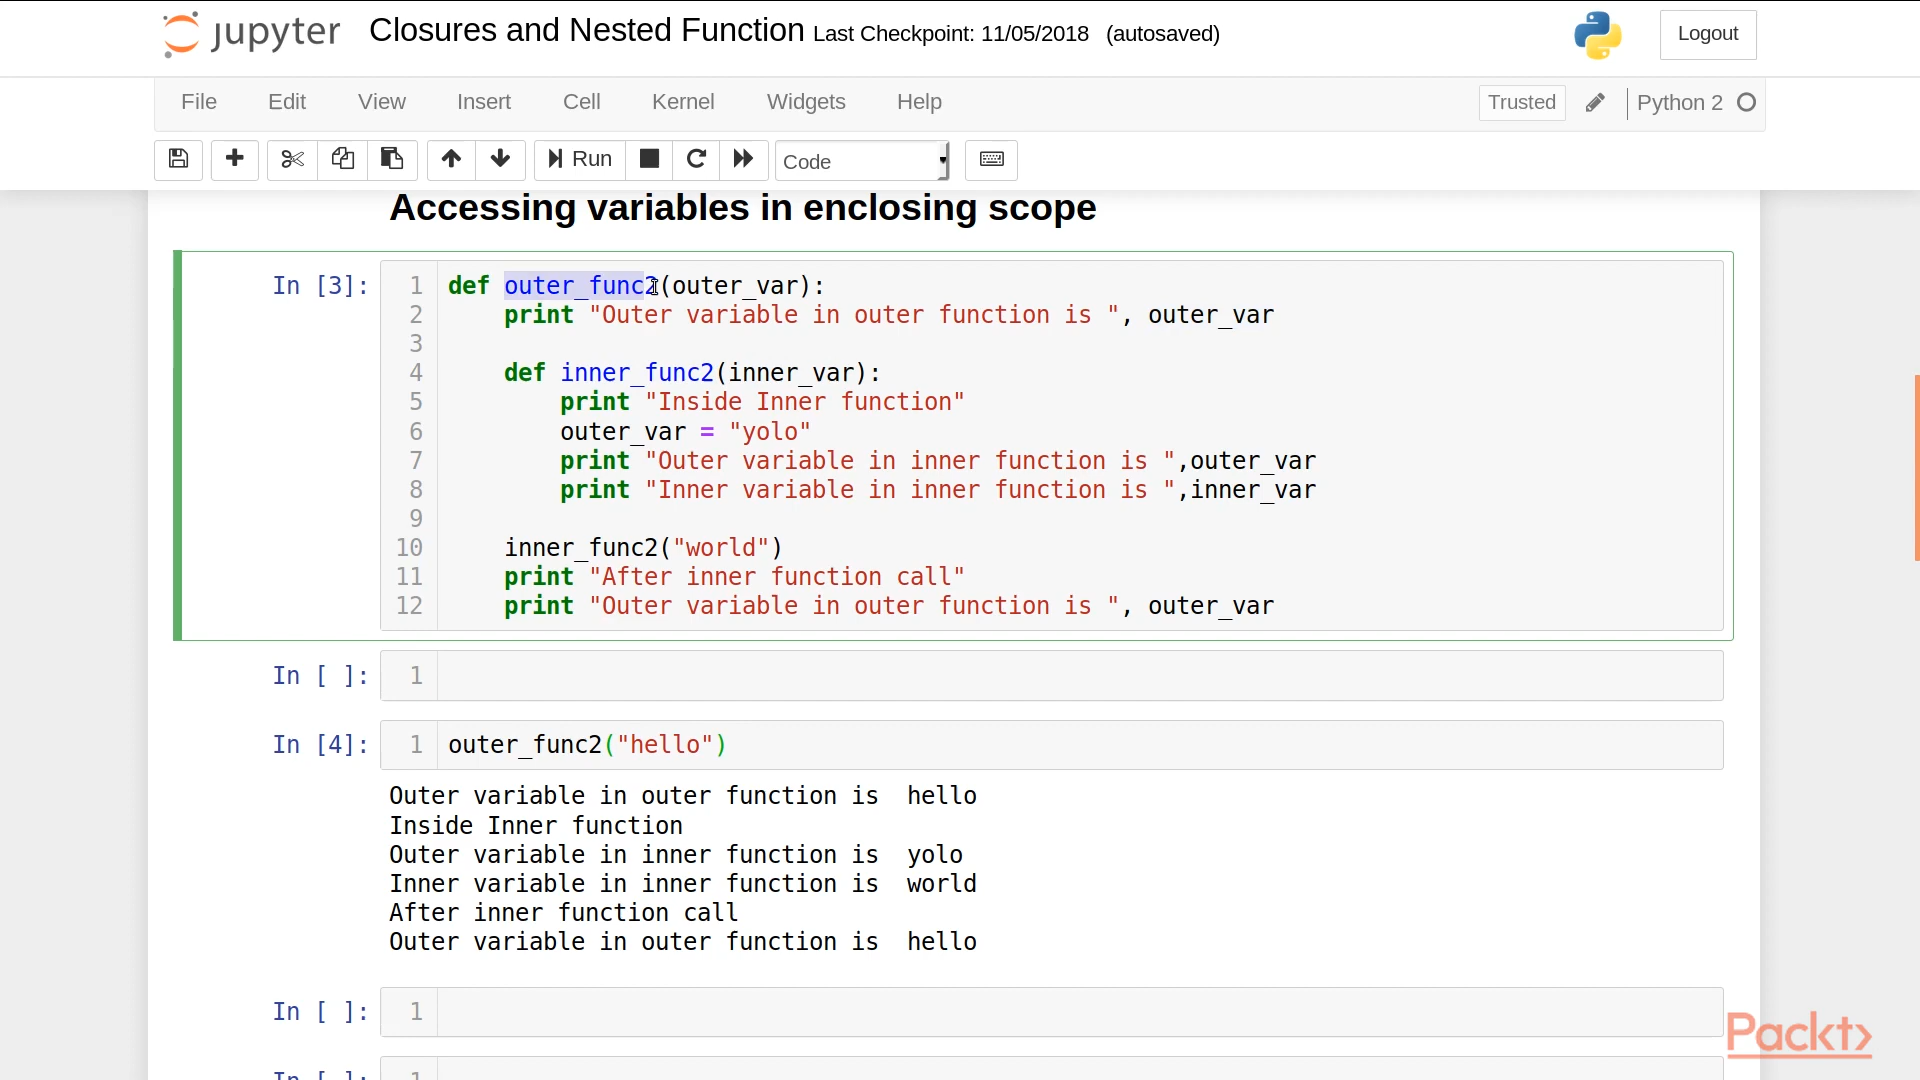 jupyter Closures and Nested Function Last Checkpoint: 11/05/2018 (autosaved) Logout
File Edit View Insert Cell Kernel Widgets Help Trusted Python 2
Run Code
Accessing variables in enclosing scope
In [3]: 1 def outer_func2(outer_var):
2 print "Outer variable in outer function is ", outer_var
3
4 def inner_func2(inner_var):
5 print "Inside Inner function"
6 outer_var = "yolo"
7 print "Outer variable in inner function is ",outer_var
8 print "Inner variable in inner function is ",inner_var
9
10 inner_func2("world")
11 print "After inner function call"
12 print "Outer variable in outer function is ", outer_var
In [ ]: 1
In [4]: 1 outer_func2("hello")
Outer variable in outer function is  hello
Inside Inner function
Outer variable in inner function is  yolo
Inner variable in inner function is  world
After inner function call
Outer variable in outer function is  hello
In [ ]: 1
Packt>
In [ ]: 1